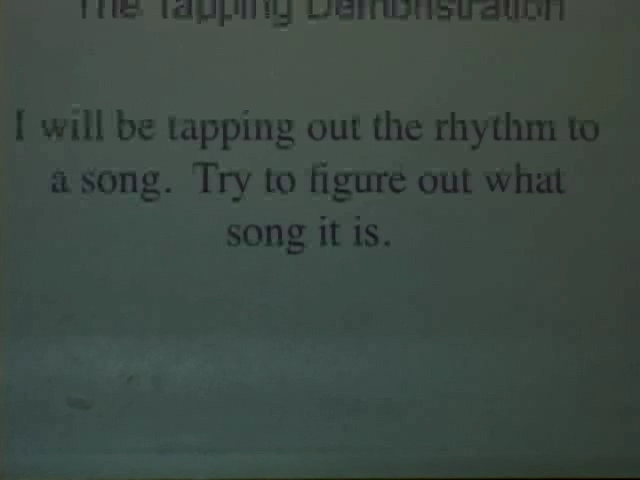 The Tapping Demonstration
I will be tapping out the rhythm to
a song. Try to figure out what
song it is.